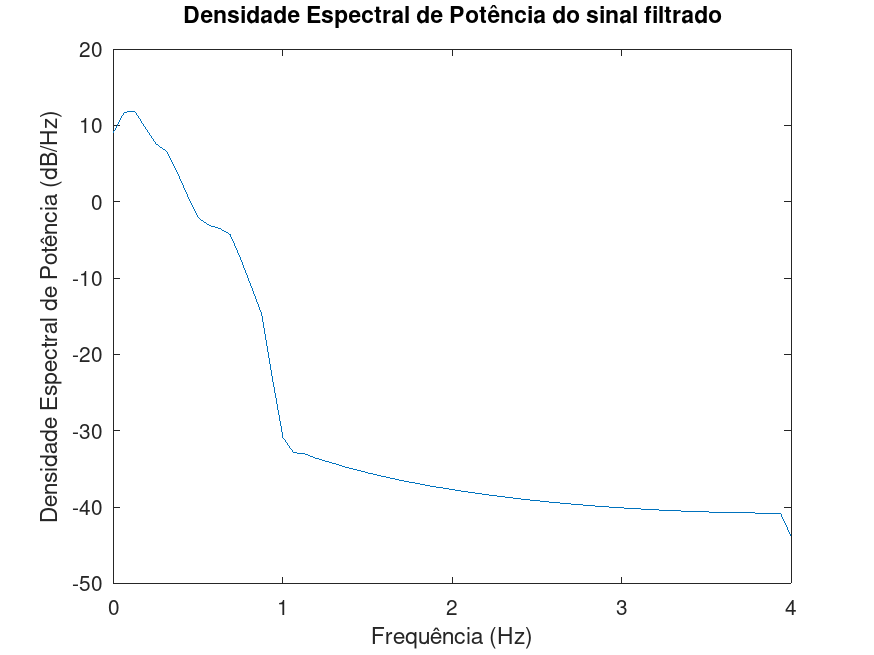 Densidade Espectral de Potência do sinal filtrado
20
10
0
-10
-20
-30
-40
-50
Densidade Espectral de Potência (dB/Hz)
0 1 2 3 4
Frequência (Hz)